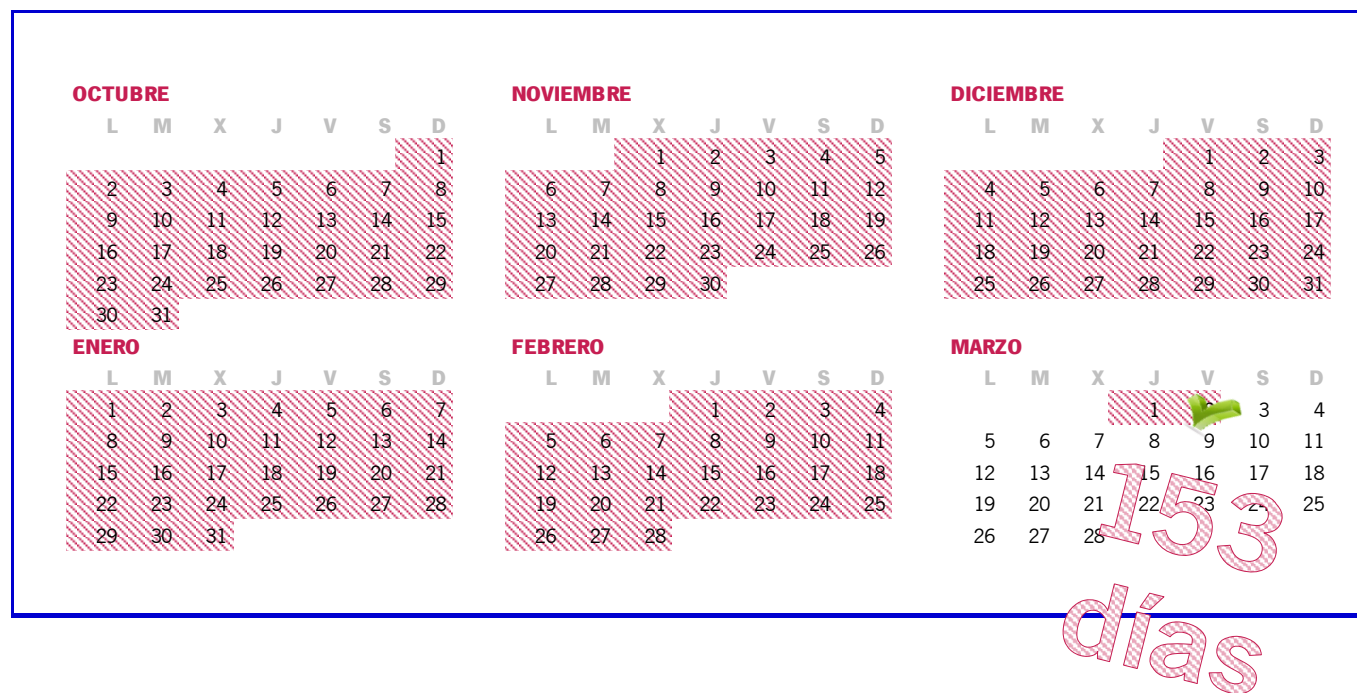 OCTUBRE NOVIEMBRE DICIEMBRE
L M X J V S D L M X J V S D L M X J V S D
1 1 2 3 4 5 1 2 3
2 3 4 5 6 7 8 6 7 8 9 10 11 12 4 5 6 7 8 9 10
9 10 11 12 13 14 15 13 14 15 16 17 18 19 11 12 13 14 15 16 17
16 17 18 19 20 21 22 20 21 22 23 24 25 26 18 19 20 21 22 23 24
23 24 25 26 27 28 29 27 28 29 30 25 26 27 28 29 30 31
30 31
ENERO FEBRERO MARZO
L M X J V S D L M X J V S D L M X J V S D
1 2 3 4 5 6 7 1 2 3 4 1 3 4
8 9 10 11 12 13 14 5 6 7 8 9 10 11 5 6 7 8 9 10 11
15 16 17 18 19 20 21 12 13 14 15 16 17 18 12 13 14 15 16 17 18
22 23 24 25 26 27 28 19 20 21 22 23 24 25 19 20 21 22 23 24 25
29 30 31 26 27 28 26 27 28
153
días